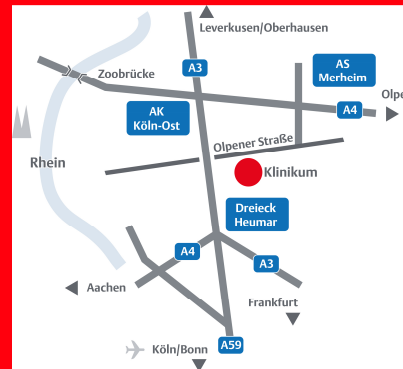 Leverkusen/Oberhausen
Zoobrücke
A3
AS
Merheim
Olpe
A4
AK
Köln-Ost
Olpener Straße
Rhein
Klinikum
Dreieck
Heumar
A4
A3
Aachen
Frankfurt
Köln/Bonn
A59